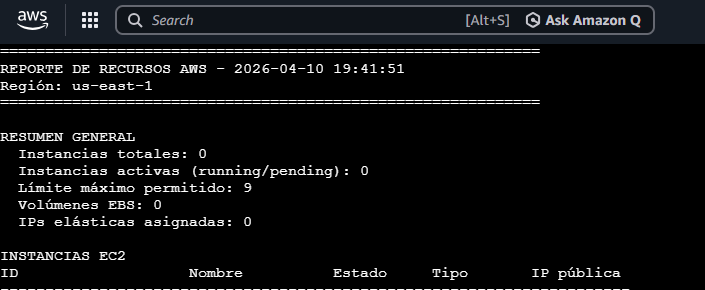 aws
Search [Alt+S] Ask Amazon Q
============================================================
REPORTE DE RECURSOS AWS - 2026-04-10 19:41:51
Región: us-east-1
============================================================
RESUMEN GENERAL
Instancias totales: 0
Instancias activas (running/pending): 0
Límite máximo permitido: 9
Volúmenes EBS: 0
IPs elásticas asignadas: 0
INSTANCIAS EC2
ID Nombre Estado Tipo IP pública
----------------------------------------------------------------------